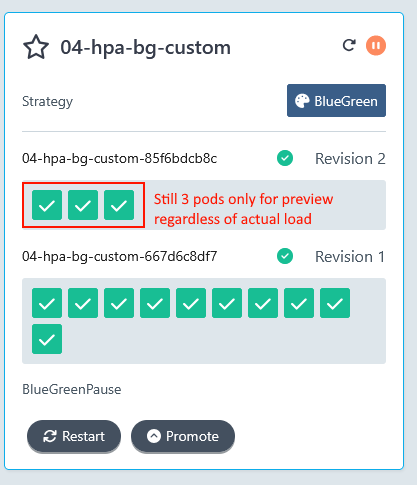 04-hpa-bg-custom
Strategy
BlueGreen
04-hpa-bg-custom-85f6bdcb8c
Revision 2
Still 3 pods only for preview
regardless of actual load
04-hpa-bg-custom-667d6c8df7
Revision 1
BlueGreenPause
Restart
Promote